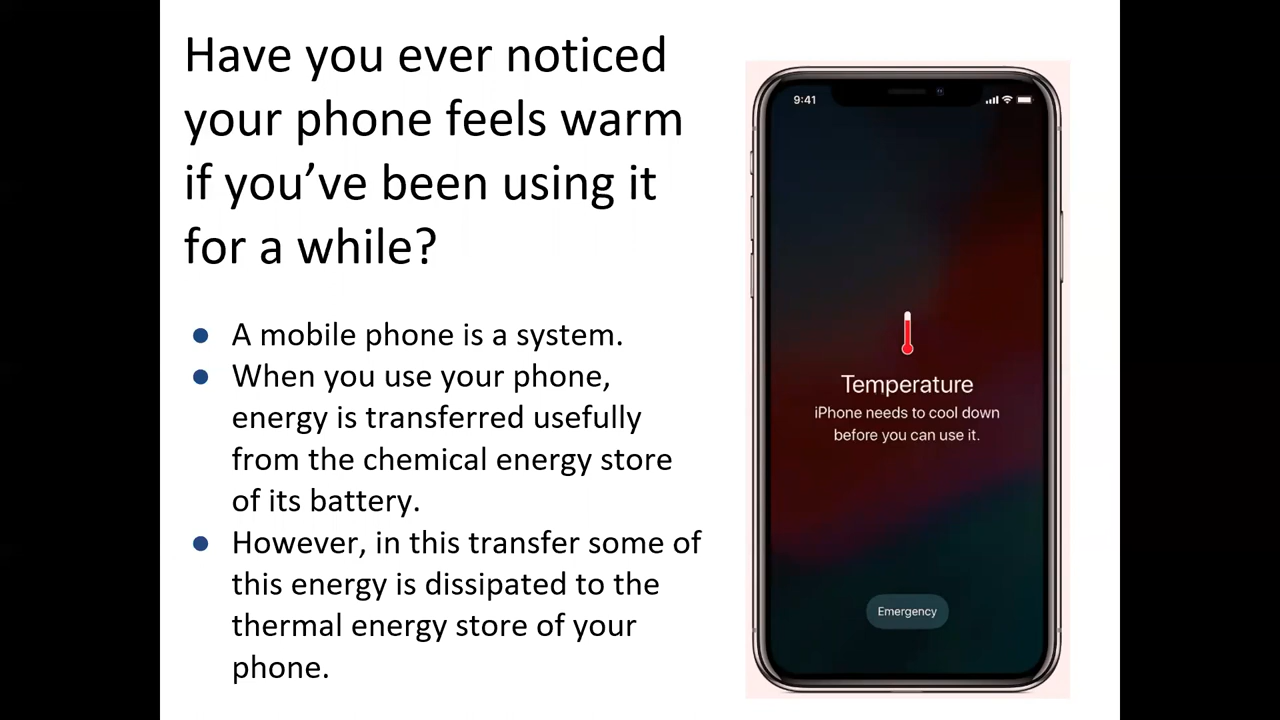 Have you ever noticed
your phone feels warm
if you’ve been using it
for a while?
● A mobile phone is a system.
● When you use your phone,
energy is transferred usefully
from the chemical energy store
of its battery.
● However, in this transfer some of
this energy is dissipated to the
thermal energy store of your
phone.
9:41
Temperature
iPhone needs to cool down
before you can use it.
Emergency